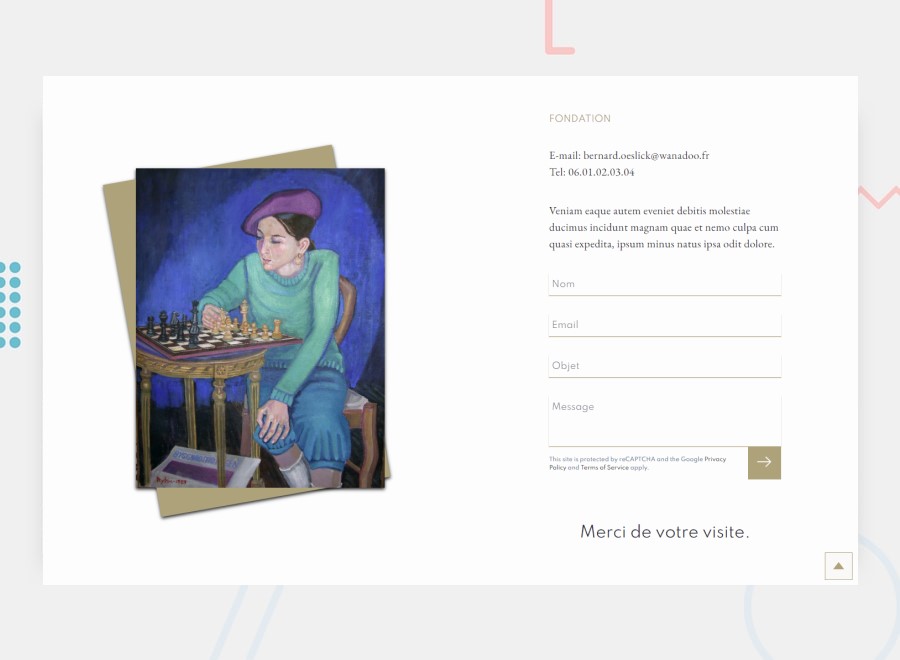 FONDATION
E-mail: bernard.oeslick@wanadoo.fr
Tel: 06.01.02.03.04
Veniam eaque autem eveniet debitis molestiae
ducimus incidunt magnam quae et nemo culpa cum
quasi expedita, ipsum minus natus ipsa odit dolore.
Nom
Email
Objet
Message
This site is protected by reCAPTCHA and the Google Privacy
Policy and Terms of Service apply.
Merci de votre visite.